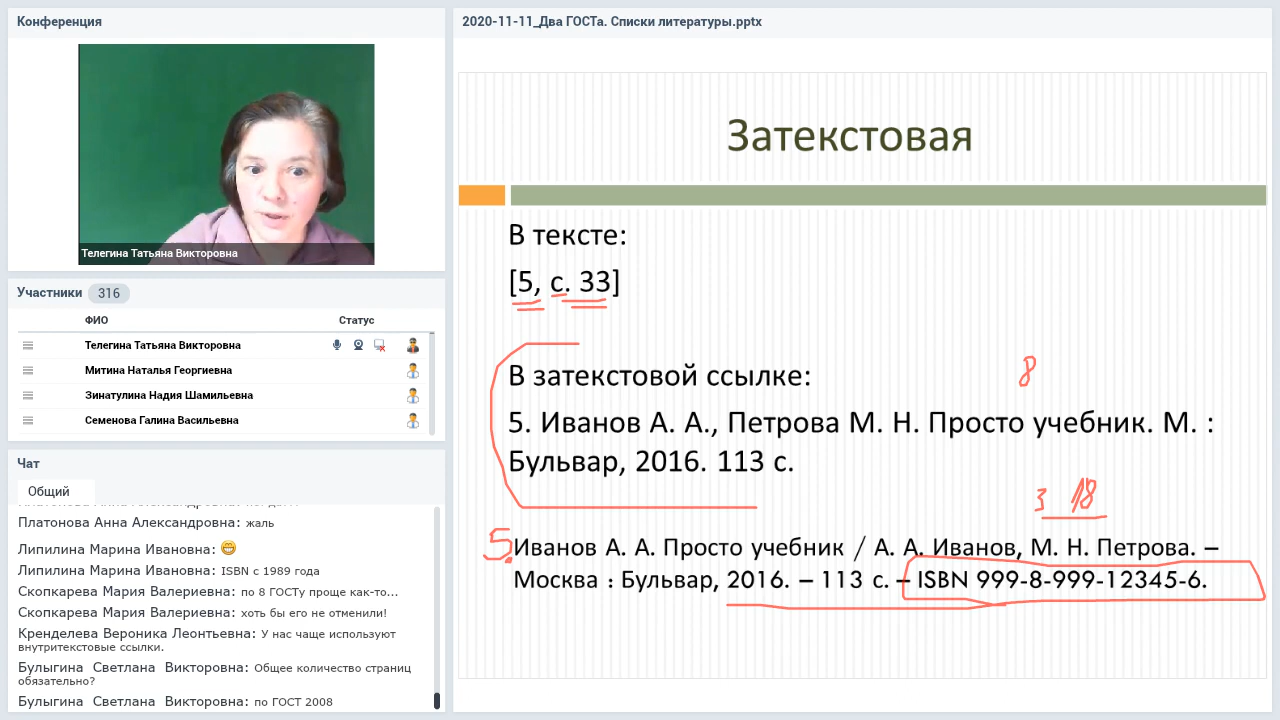 Конференция
Телегина Татьяна Викторовна
Участники 316
ФИО Статус
Телегина Татьяна Викторовна
Митина Наталья Георгиевна
Зинатулина Надия Шамильевна
Семенова Галина Васильевна
Чат
Общий
Платонова Анна Александровна: жаль
Липилина Марина Ивановна:
Липилина Марина Ивановна: ISBN с 1989 года
Скопкарева Мария Валериевна: по 8 ГОСТу проще как-то...
Скопкарева Мария Валериевна: хоть бы его не отменили!
Кренделева Вероника Леонтьевна: У нас чаще используют
внутритекстовые ссылки.
Булыгина Светлана Викторовна: Общее количество страниц
обязательно?
Булыгина Светлана Викторовна: по ГОСТ 2008
2020-11-11_Два ГОСТа. Списки литературы.pptx
Затекстовая
В тексте:
[5, с. 33]
8
В затекстовой ссылке:
5. Иванов А. А., Петрова М. Н. Просто учебник. М. :
Бульвар, 2016. 113 с.
3 18
5. Иванов А. А. Просто учебник / А. А. Иванов, М. Н. Петрова. –
Москва : Бульвар, 2016. – 113 с. – ISBN 999-8-999-12345-6.